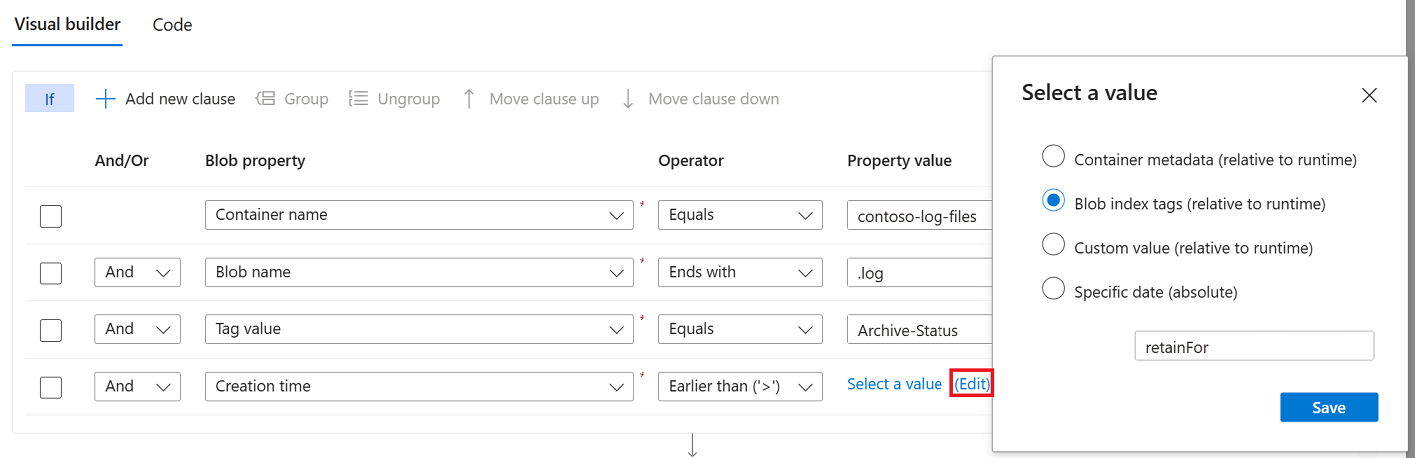 Visual builder Code
If Add new clause Group Ungroup Move clause up Move clause down
And/Or Blob property Operator Property value
Container name * Equals contoso-log-files
And Blob name * Ends with .log
And Tag value * Equals Archive-Status
And Creation time * Earlier than ('>') Select a value (Edit)
Select a value
Container metadata (relative to runtime)
Blob index tags (relative to runtime)
Custom value (relative to runtime)
Specific date (absolute)
retainFor
Save